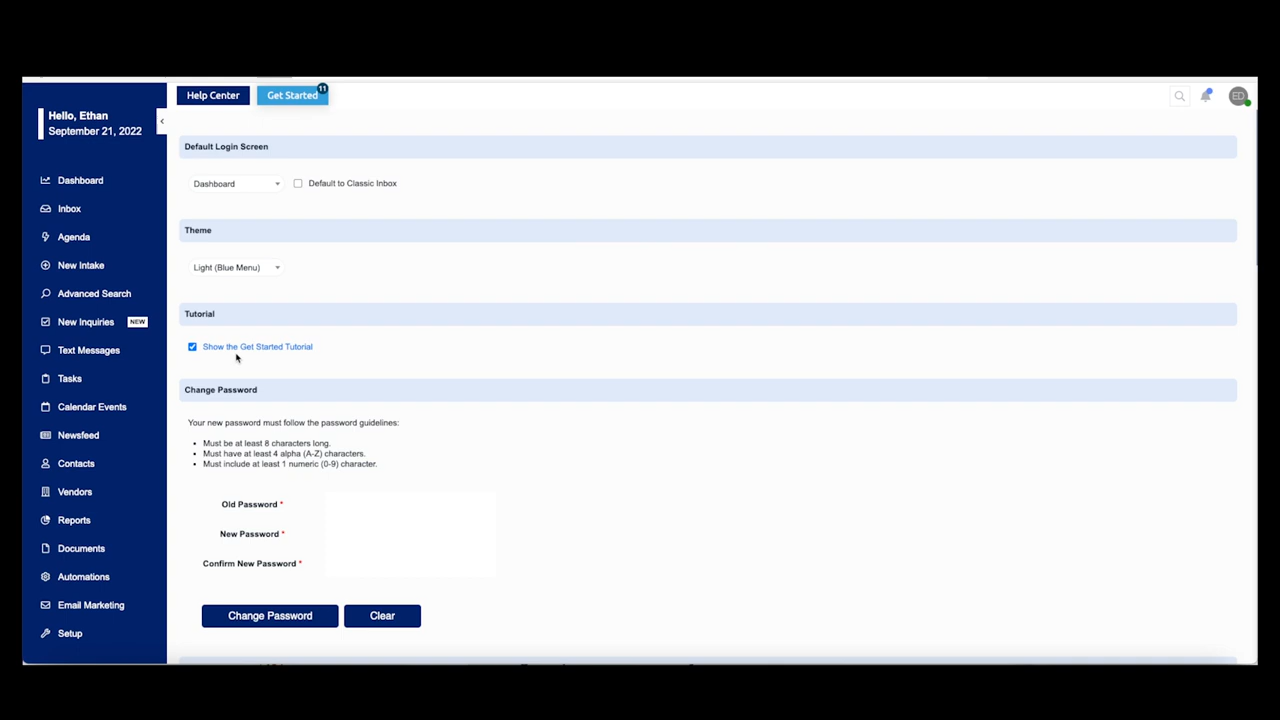 Hello, Ethan
September 21, 2022
Dashboard
Inbox
Agenda
New Intake
Advanced Search
New Inquiries NEW
Text Messages
Tasks
Calendar Events
Newsfeed
Contacts
Vendors
Reports
Documents
Automations
Email Marketing
Setup
Help Center
Get Started 11
ED
Default Login Screen
Dashboard
Default to Classic Inbox
Theme
Light (Blue Menu)
Tutorial
Show the Get Started Tutorial
Change Password
Your new password must follow the password guidelines:
• Must be at least 8 characters long.
• Must have at least 4 alpha (A-Z) characters.
• Must include at least 1 numeric (0-9) character.
Old Password *
New Password *
Confirm New Password *
Change Password
Clear